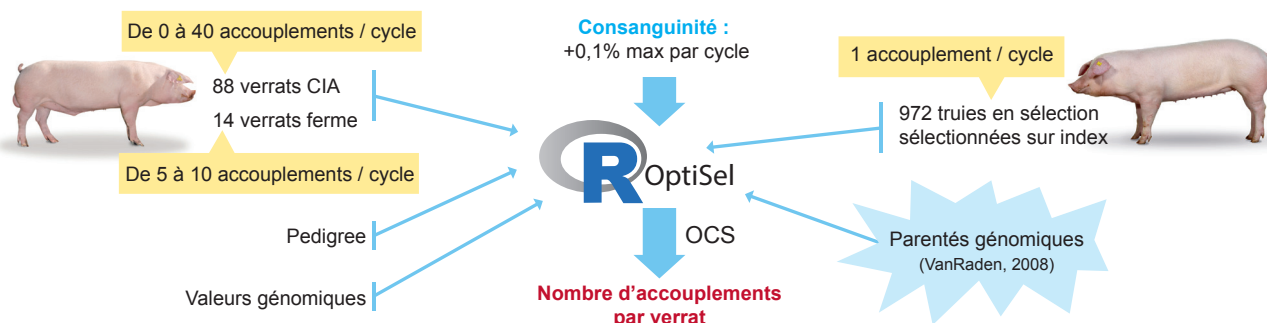 De 0 à 40 accouplements / cycle
88 verrats CIA
14 verrats ferme
De 5 à 10 accouplements / cycle
Pedigree
Valeurs génomiques
Consanguinité :
+0,1% max par cycle
R OptiSel
OCS
Nombre d’accouplements
par verrat
1 accouplement / cycle
972 truies en sélection
sélectionnées sur index
Parentés génomiques
(VanRaden, 2008)